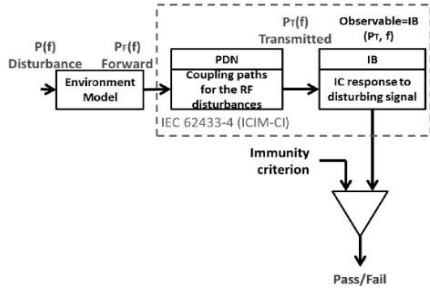 P(f)
Disturbance
PF(f)
Forward
PT(f)
Transmitted
Observable=IB
(PT, f)
Environment
Model
PDN
Coupling paths
for the RF
disturbances
IB
IC response to
disturbing signal
IEC 62433-4 (ICIM-CI)
Immunity
criterion
Pass/Fail